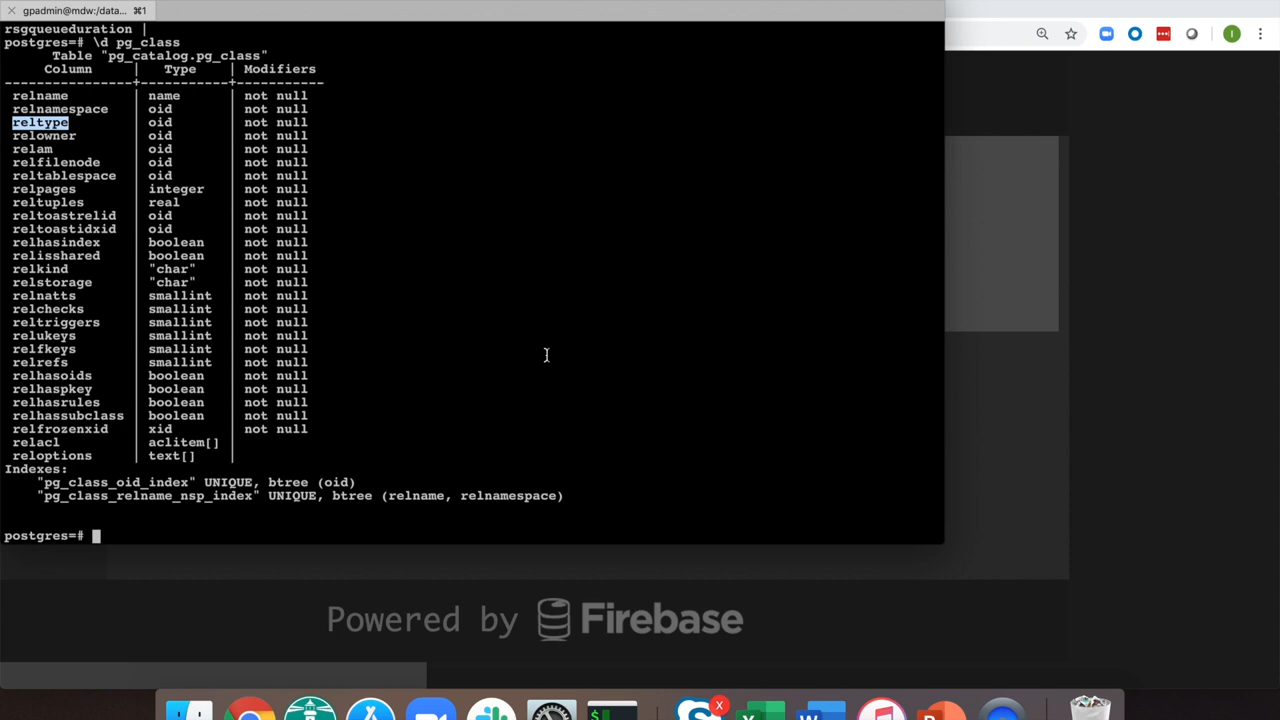 gpadmin@mdw:/data... ⌘1
rsgqueueduration |
postgres=# \d pg_class
Table "pg_catalog.pg_class"
Column | Type | Modifiers
----------------+-----------+-----------
relname | name | not null
relnamespace | oid | not null
reltype | oid | not null
relowner | oid | not null
relam | oid | not null
relfilenode | oid | not null
reltablespace | oid | not null
relpages | integer | not null
reltuples | real | not null
reltoastrelid | oid | not null
reltoastidxid | oid | not null
relhasindex | boolean | not null
relisshared | boolean | not null
relkind | "char" | not null
relstorage | "char" | not null
relnatts | smallint | not null
relchecks | smallint | not null
reltriggers | smallint | not null
relukeys | smallint | not null
relfkeys | smallint | not null
relrefs | smallint | not null
relhasoids | boolean | not null
relhaspkey | boolean | not null
relhasrules | boolean | not null
relhassubclass | boolean | not null
relfrozenxid | xid | not null
relacl | aclitem[] |
reloptions | text[] |
Indexes:
"pg_class_oid_index" UNIQUE, btree (oid)
"pg_class_relname_nsp_index" UNIQUE, btree (relname, relnamespace)
postgres=#
Powered by Firebase